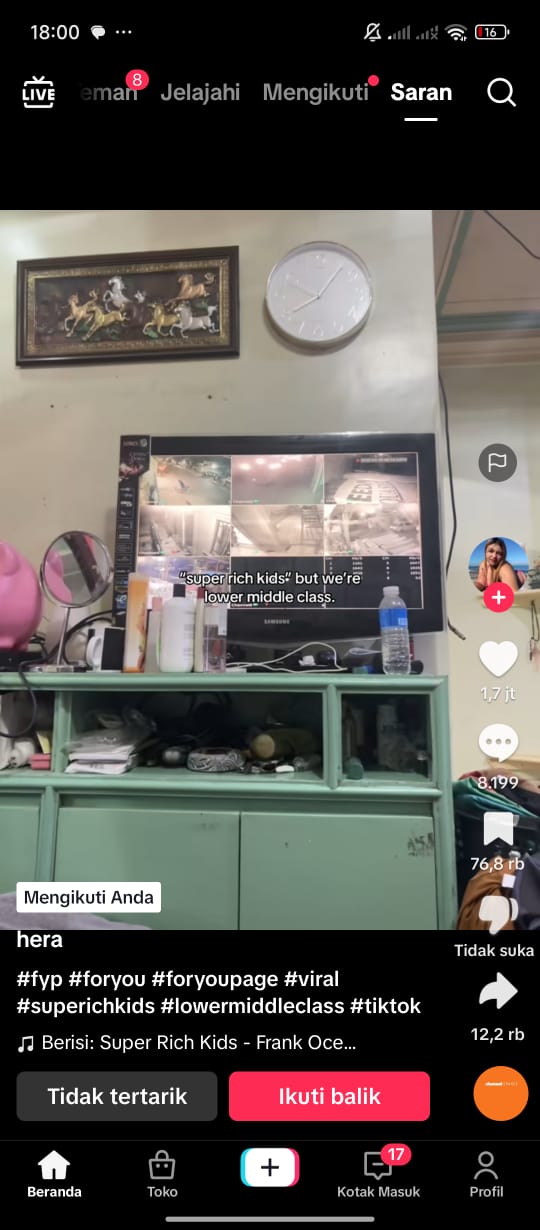 18:00
16
LIVE
eman
8
Jelajahi
Mengikuti
Saran
"super rich kids" but we're
lower middle class.
SAMSUNG
1,7 jt
8.199
76,8 rb
Tidak suka
12,2 rb
Mengikuti Anda
hera
#fyp #foryou #foryoupage #viral
#superichkids #lowermiddleclass #tiktok
Berisi: Super Rich Kids - Frank Oce...
Tidak tertarik
Ikuti balik
Beranda
Toko
17
Kotak Masuk
Profil